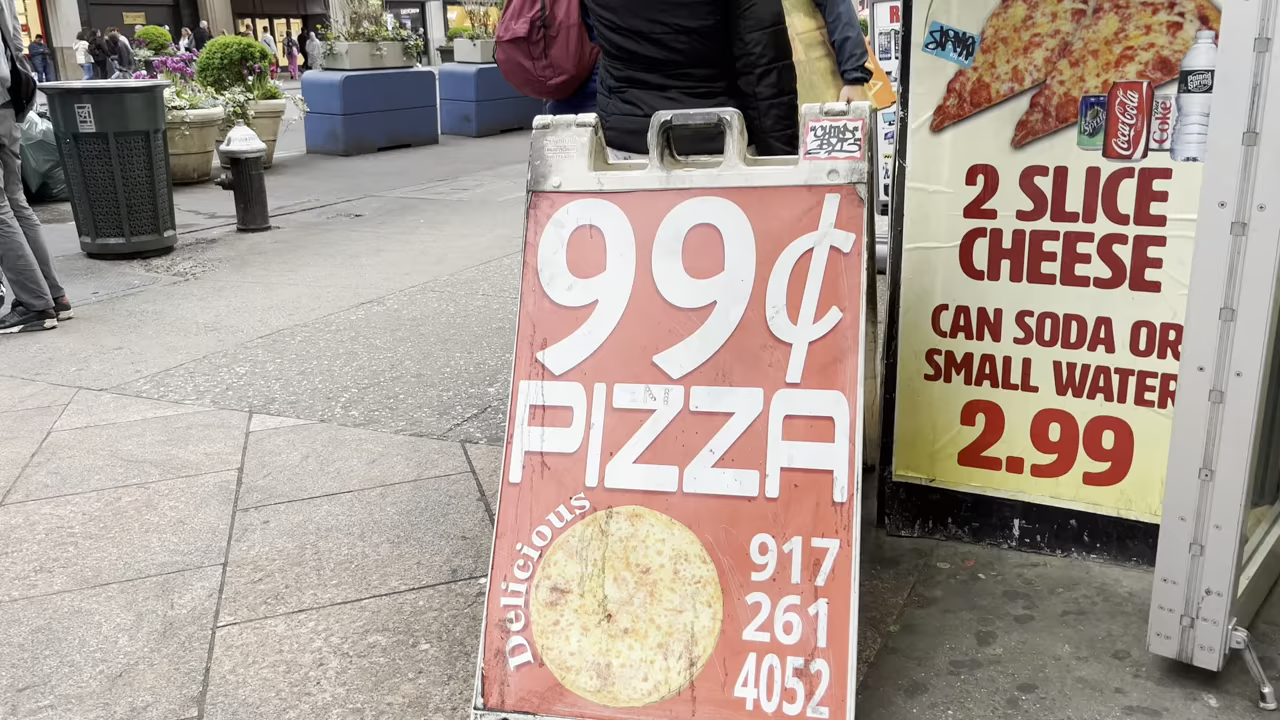 99¢
PIZZA
Delicious
917
261
4052
Sprite
Coca-Cola
Coke
Poland Spring
2 SLICE
CHEESE
CAN SODA OR
SMALL WATER
2.99